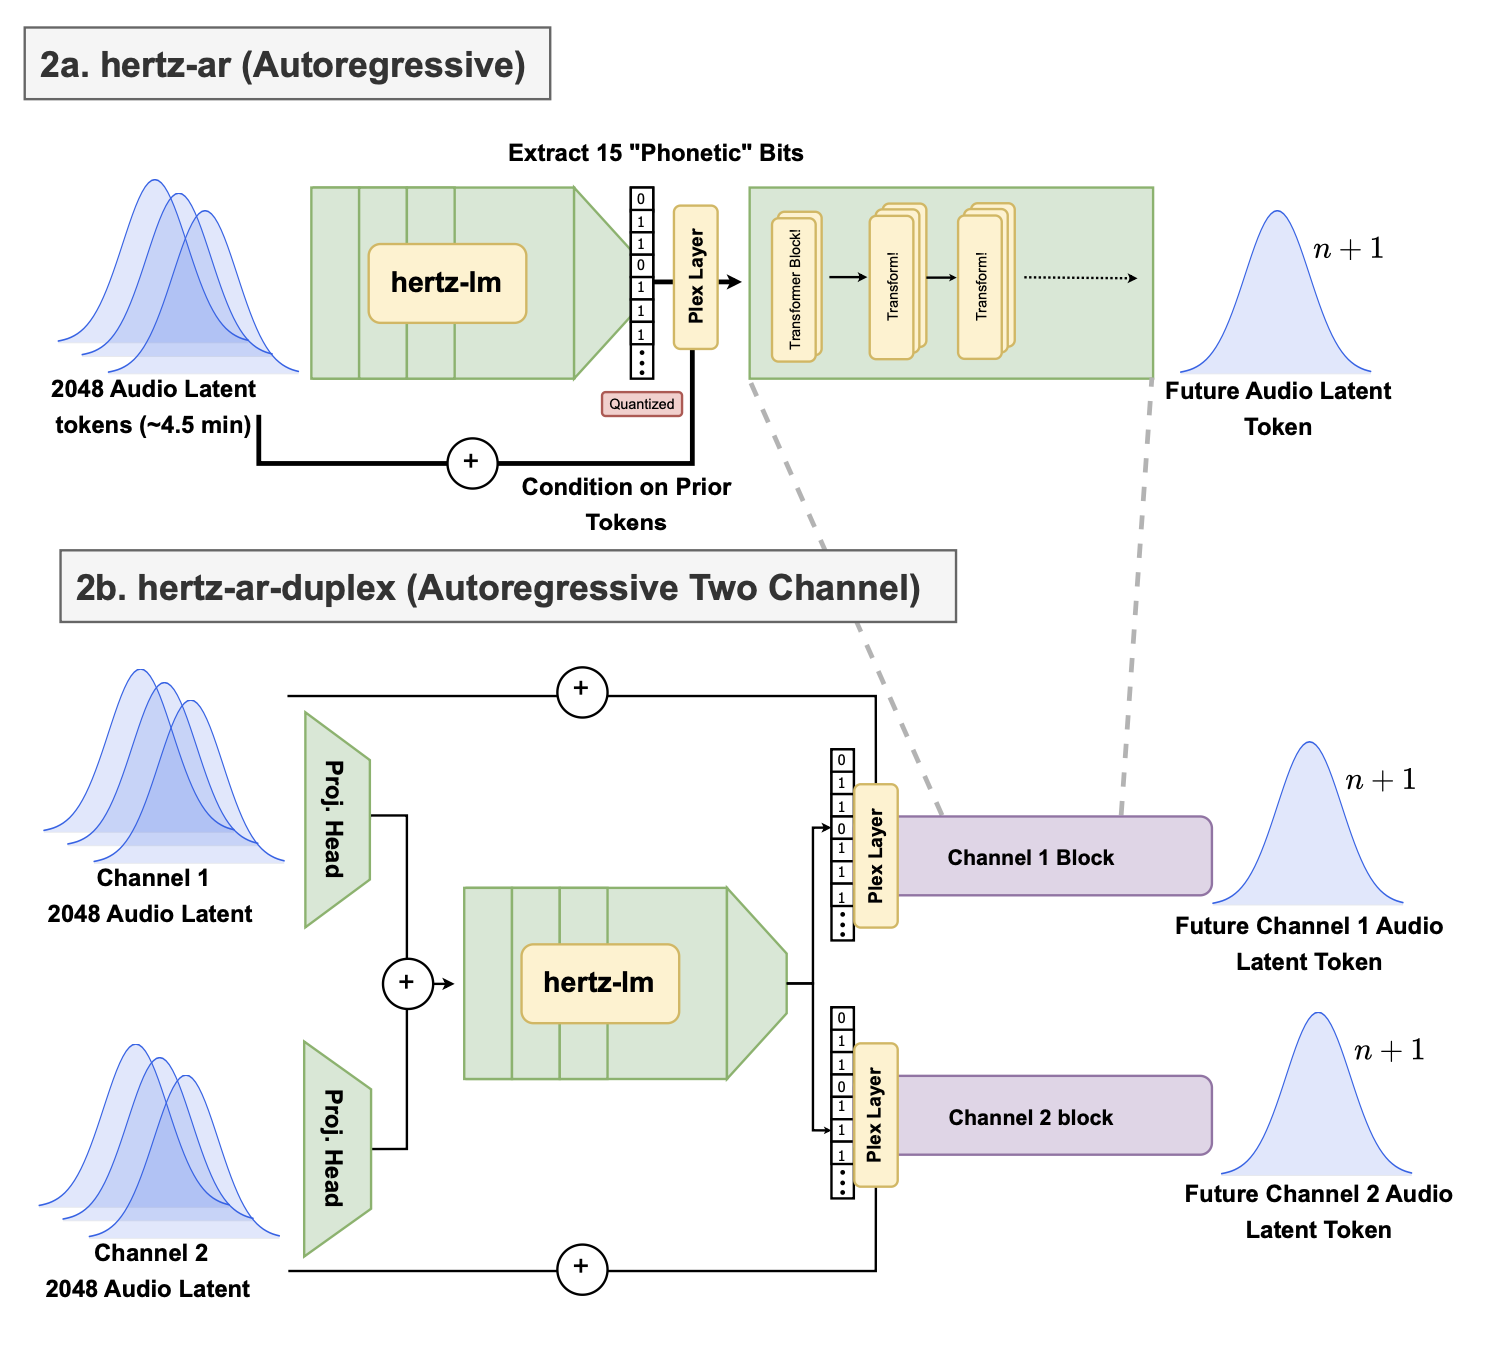 2a. hertz-ar (Autoregressive)
Extract 15 "Phonetic" Bits
0
1
1
0
1
1
1
hertz-lm
Plex Layer
Transformer Block!
Transform!
Transform!
n + 1
2048 Audio Latent
tokens (~4.5 min)
Quantized
Future Audio Latent
Token
+
Condition on Prior
Tokens
2b. hertz-ar-duplex (Autoregressive Two Channel)
+
Proj. Head
0
1
1
0
1
1
1
Plex Layer
Channel 1 Block
n + 1
Channel 1
2048 Audio Latent
Future Channel 1 Audio
Latent Token
+
hertz-lm
0
1
1
0
1
1
1
Plex Layer
Channel 2 block
n + 1
Proj. Head
Channel 2
2048 Audio Latent
Future Channel 2 Audio
Latent Token
+